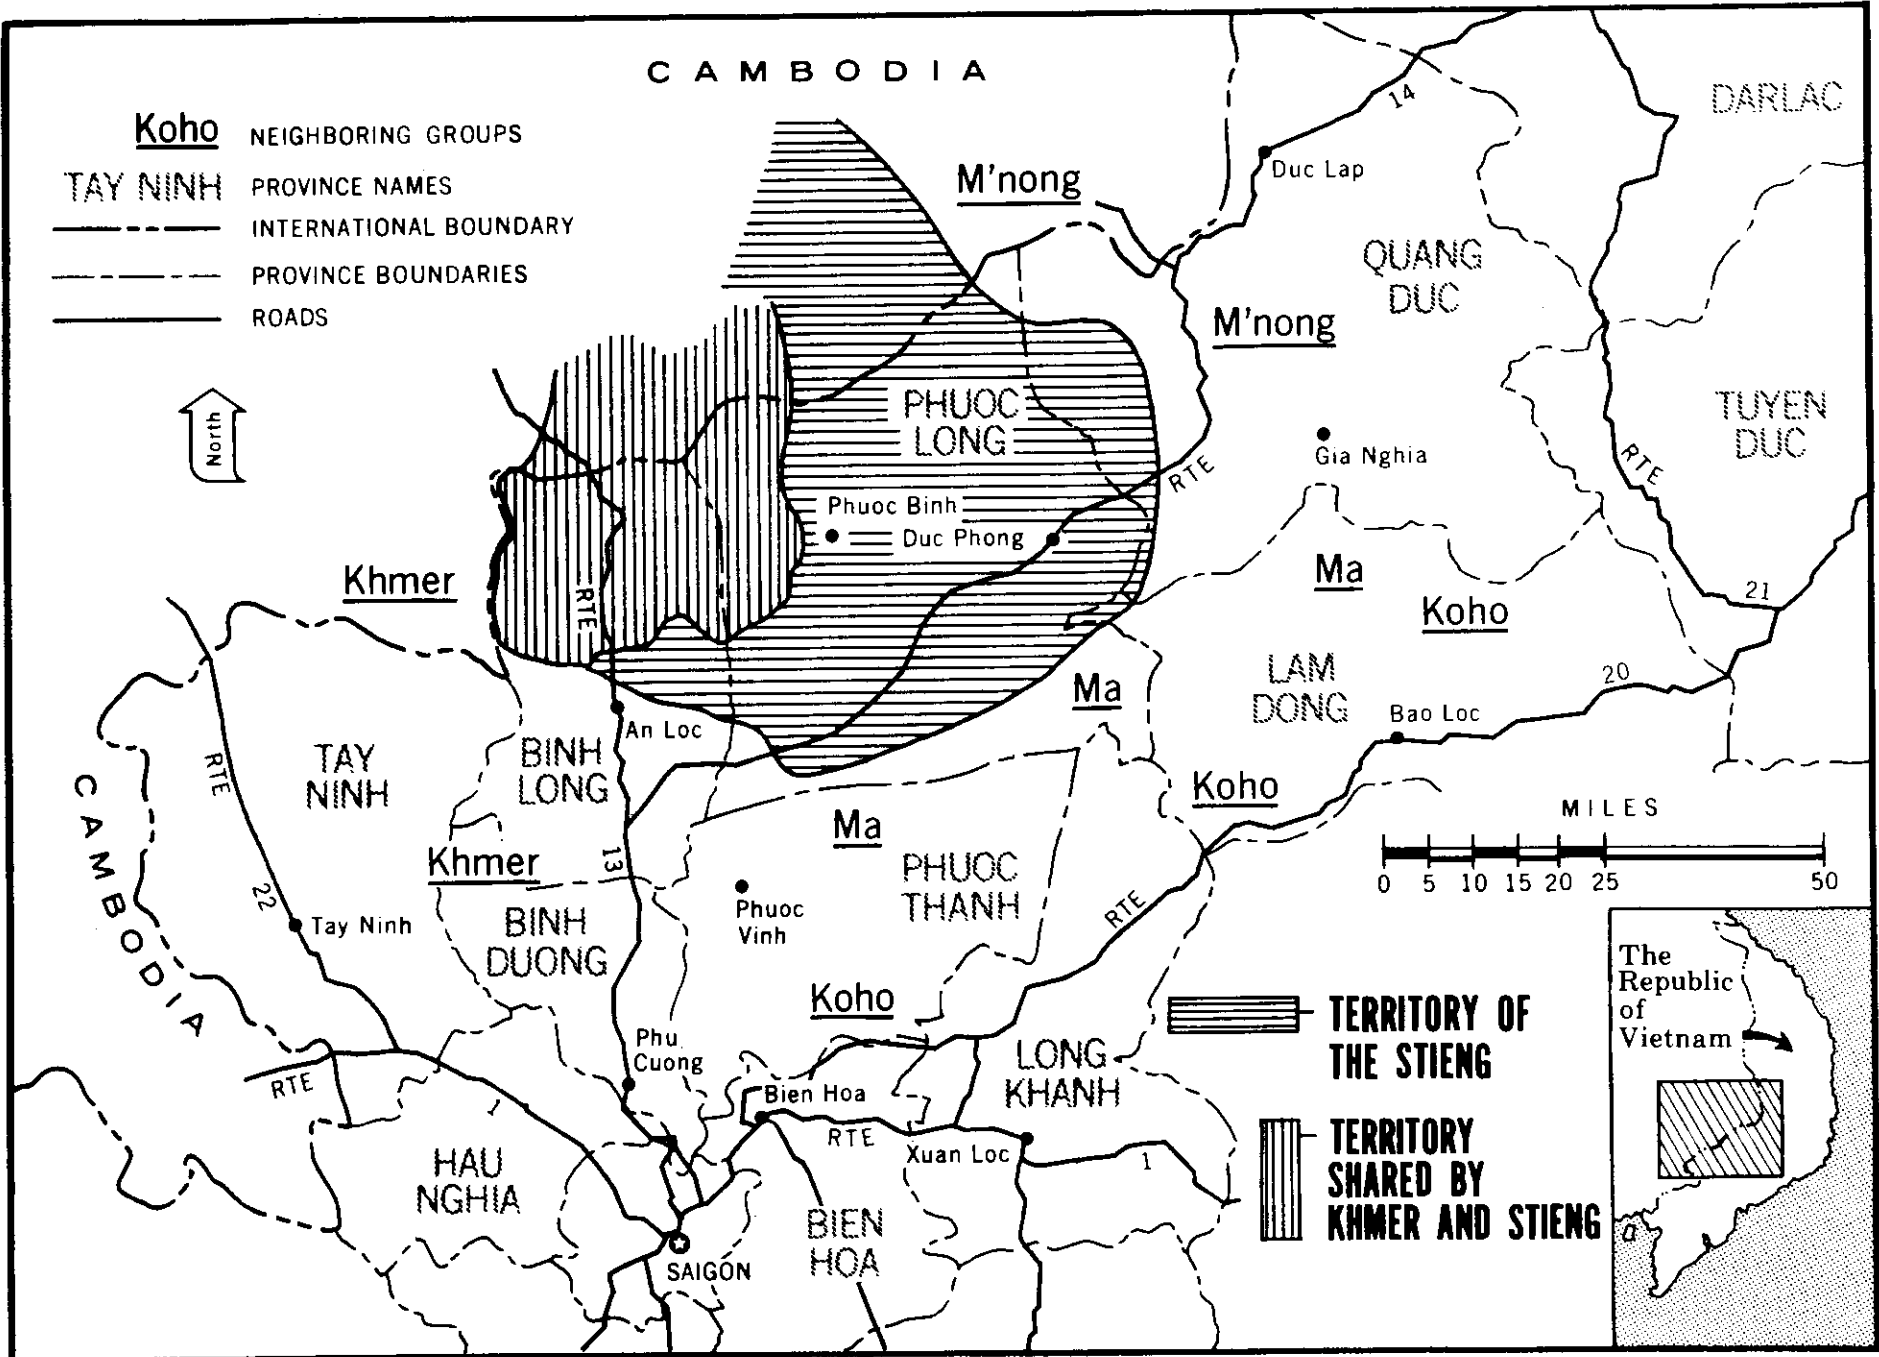 CAMBODIA
Koho NEIGHBORING GROUPS
TAY NINH PROVINCE NAMES
INTERNATIONAL BOUNDARY
PROVINCE BOUNDARIES
ROADS
North
M'nong
14
Duc Lap
DARLAC
QUANG
DUC
M'nong
PHUOC
LONG
TUYEN
DUC
RTE
RTE
Gia Nghia
Phuoc Binh
Duc Phong
Khmer
RTE
Ma
Koho
21
20
LAM
DONG
Ma
Bao Loc
An Loc
BINH
LONG
TAY
NINH
RTE
CAMBODIA
Koho
MILES
0 5 10 15 20 25 50
Ma
13
Khmer
PHUOC
THANH
22
Phuoc
Vinh
RTE
Tay Ninh
BINH
DUONG
Koho
The
Republic
of
Vietnam
TERRITORY OF
THE STIENG
Phu
Cuong
LONG
KHANH
RTE
1
Bien Hoa
RTE
Xuan Loc
1
TERRITORY
SHARED BY
KHMER AND STIENG
HAU
NGHIA
BIEN
HOA
SAIGON